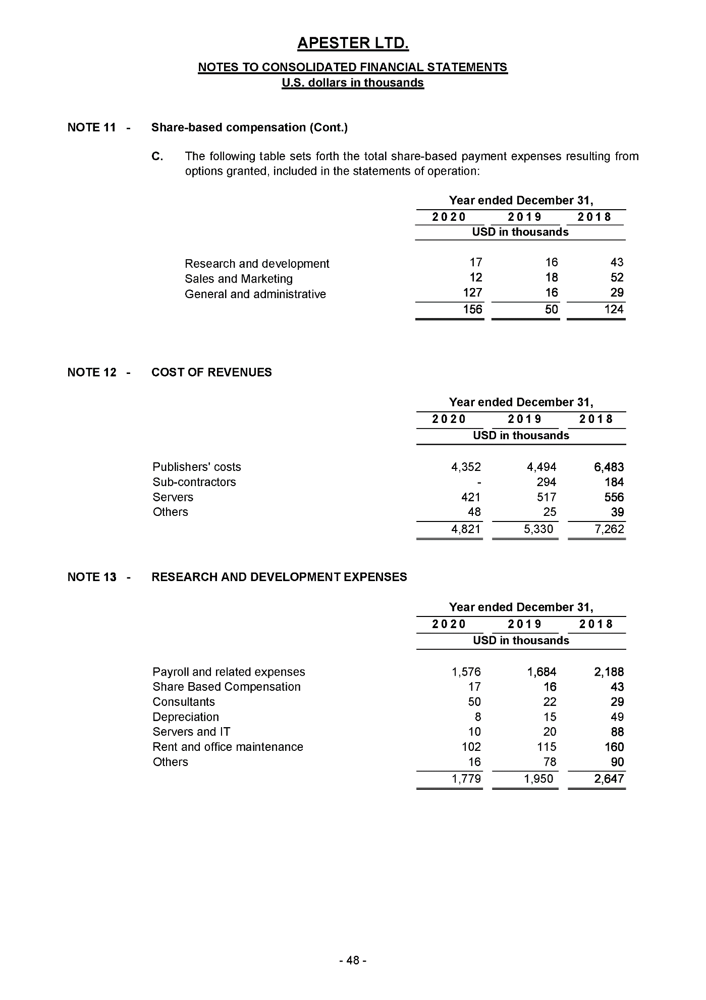 APESTER LTD.
NOTES TO CONSOLIDATED FINANCIAL STATEMENTS
U.S. dollars in thousands
NOTE 11 - Share-based compensation (Cont.)
C. The following table sets forth the total share-based payment expenses resulting from
options granted, included in the statements of operation:
Year ended December 31,
2020 2019 2018
USD in thousands
Research and development 17 16 43
Sales and Marketing 12 18 52
General and administrative 127 16 29
156 50 124
NOTE 12 - COST OF REVENUES
Year ended December 31,
2020 2019 2018
USD in thousands
Publishers' costs 4,352 4,494 6,483
Sub-contractors - 294 184
Servers 421 517 556
Others 48 25 39
4,821 5,330 7,262
NOTE 13 - RESEARCH AND DEVELOPMENT EXPENSES
Year ended December 31,
2020 2019 2018
USD in thousands
Payroll and related expenses 1,576 1,684 2,188
Share Based Compensation 17 16 43
Consultants 50 22 29
Depreciation 8 15 49
Servers and IT 10 20 88
Rent and office maintenance 102 115 160
Others 16 78 90
1,779 1,950 2,647
- 48 -